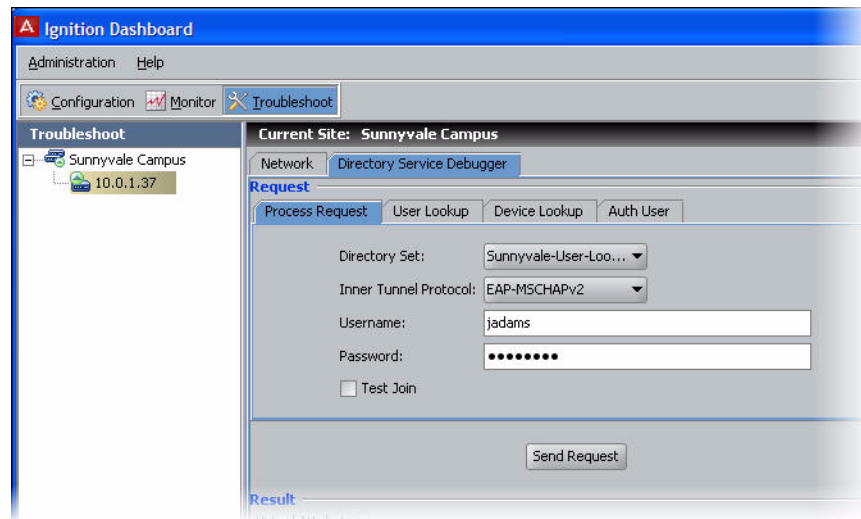 Ignition Dashboard
Administration Help
Configuration Monitor Troubleshoot
Troubleshoot
Sunnyvale Campus
10.0.1.37
Current Site: Sunnyvale Campus
Network Directory Service Debugger
Request
Process Request User Lookup Device Lookup Auth User
Directory Set: Sunnyvale-User-Loo...
Inner Tunnel Protocol: EAP-MSCHAPv2
Username: jadams
Password: ••••••••
Test Join
Send Request
Result